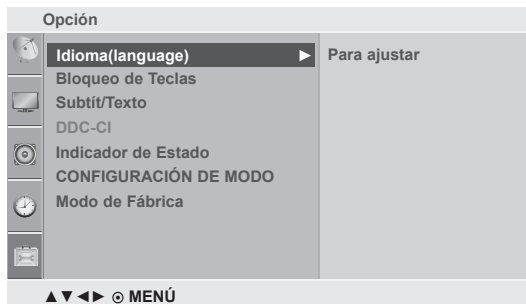 Opción
Idioma(language) ► Para ajustar
Bloqueo de Teclas
Subtít/Texto
DDC-CI
Indicador de Estado
CONFIGURACIÓN DE MODO
Modo de Fábrica
▲▼◄► ⊙ MENÚ